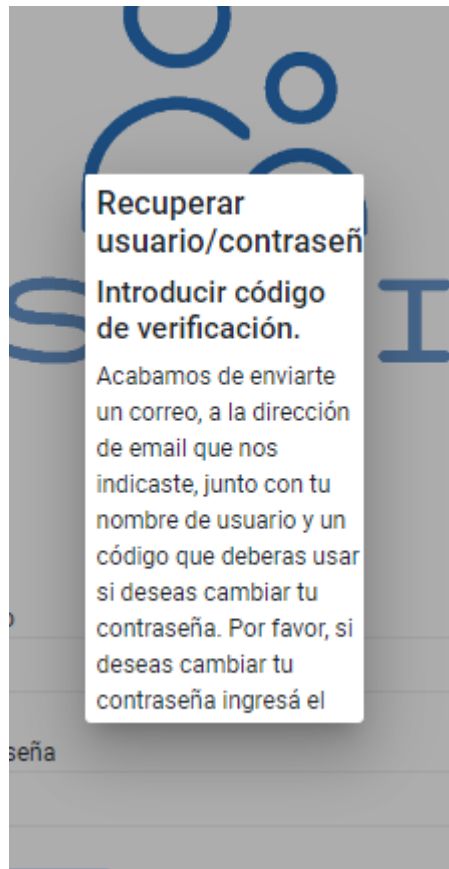 Recuperar
usuario/contraseñ
Introducir código
de verificación.
Acabamos de enviarte
un correo, a la dirección
de email que nos
indicaste, junto con tu
nombre de usuario y un
código que deberas usar
si deseas cambiar tu
contraseña. Por favor, si
deseas cambiar tu
contraseña ingresá el
S I
o
seña